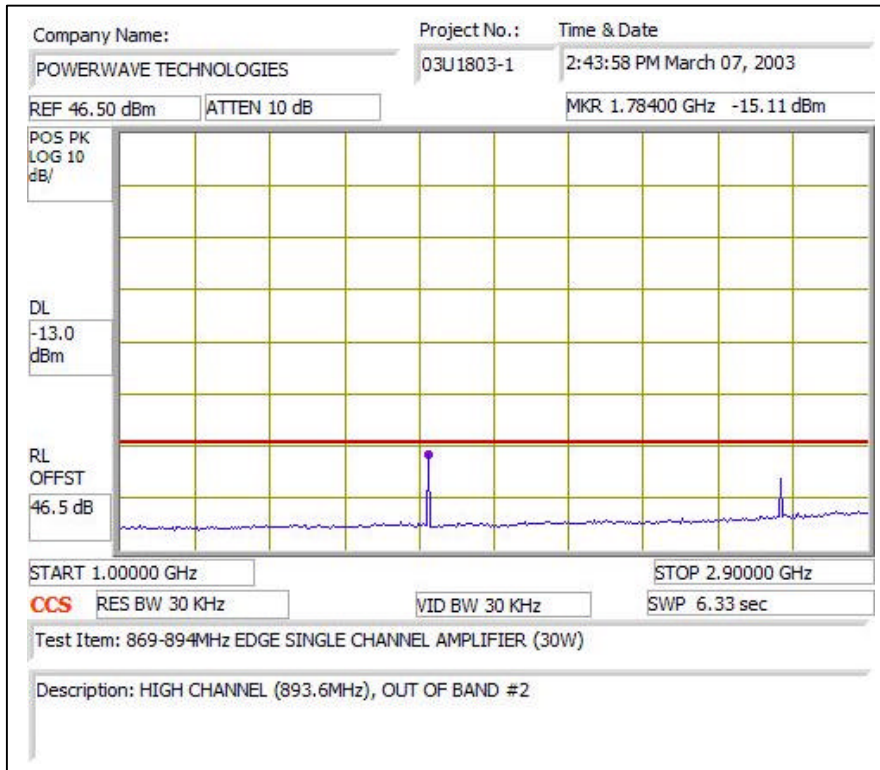 Company Name:
Project No.:
Time & Date
POWERWAVE TECHNOLOGIES
03U1803-1
2:43:58 PM March 07, 2003
REF 46.50 dBm
ATTEN 10 dB
MKR 1.78400 GHz -15.11 dBm
POS PK
LOG 10
dB/
DL
-13.0
dBm
RL
OFFST
46.5 dB
START 1.00000 GHz
STOP 2.90000 GHz
CCS
RES BW 30 KHz
VID BW 30 KHz
SWP 6.33 sec
Test Item: 869-894MHz EDGE SINGLE CHANNEL AMPLIFIER (30W)
Description: HIGH CHANNEL (893.6MHz), OUT OF BAND #2